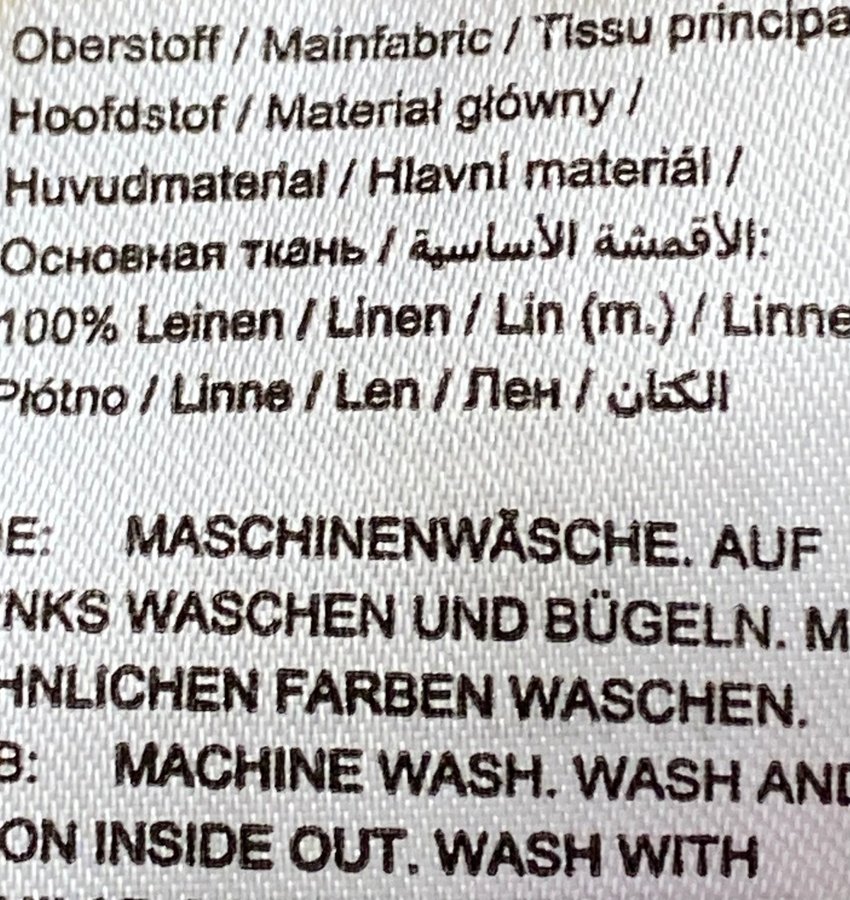 Oberstoff / Mainfabric / Tissu principa
Hoofdstof / Materiał główny /
Huvudmaterial / Hlavní materiál /
Основная ткань / الاقمشة الأساسية:
100% Leinen / Linen / Lin (m.) / Linne
Płótno / Linne / Len / Лен / الكتان
E: MASCHINENWÄSCHE. AUF
NKS WASCHEN UND BÜGELN. M
HNLICHEN FARBEN WASCHEN.
B: MACHINE WASH. WASH AND
ON INSIDE OUT. WASH WITH